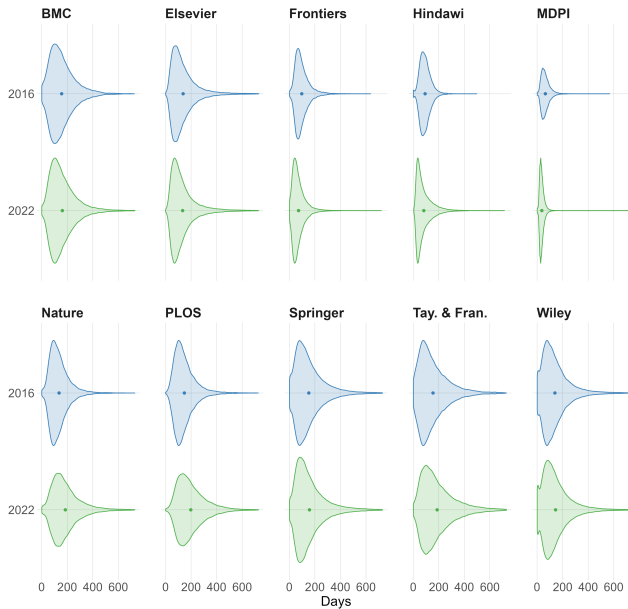 BMC Elsevier Frontiers Hindawi MDPI
2016
2022
Nature PLOS Springer Tay. & Fran. Wiley
2016
2022
0 200 400 600 0 200 400 600 0 200 400 600 0 200 400 600 0 200 400 600
Days